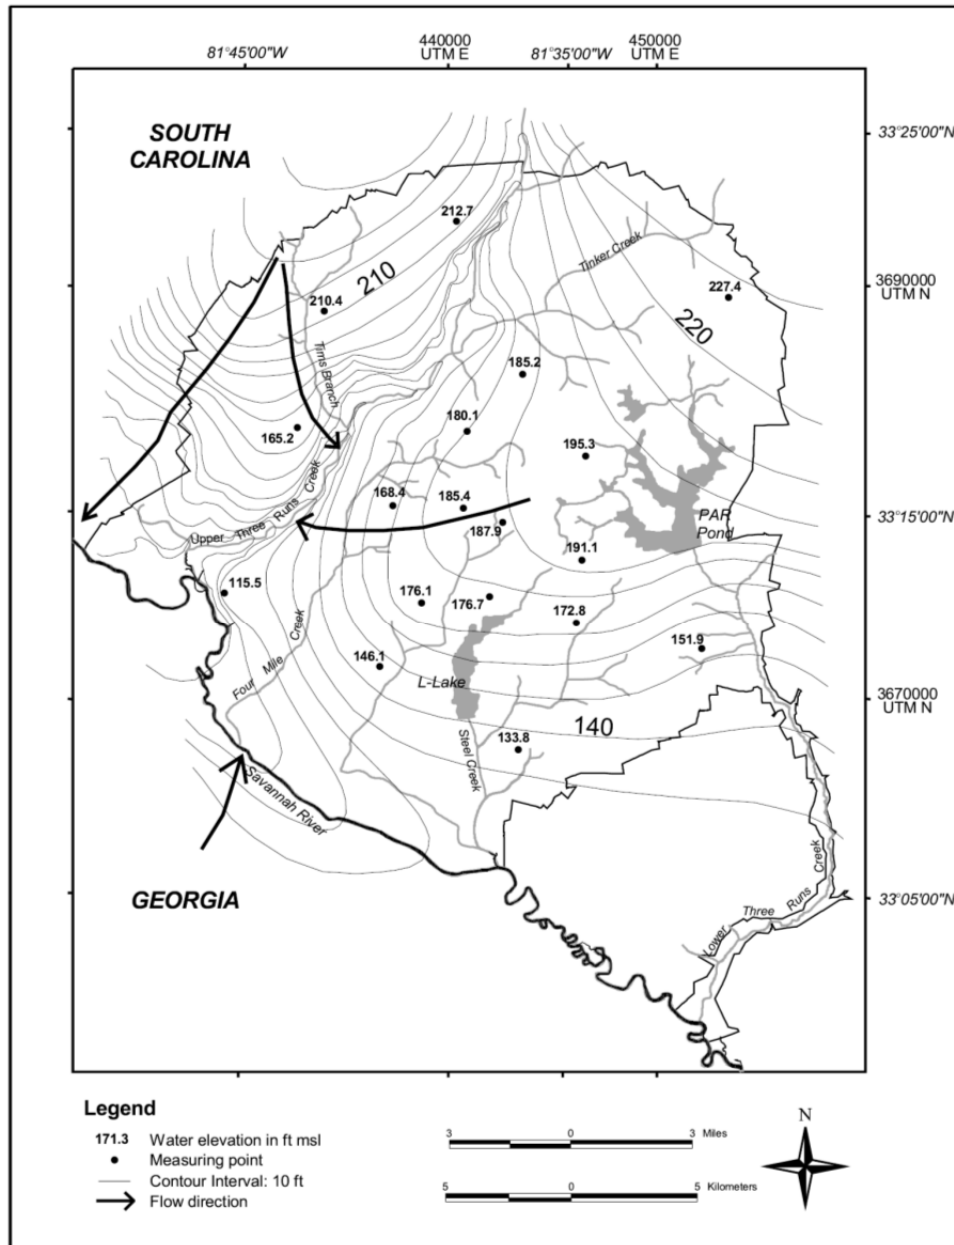 81°45'00"W
440000
UTM E
81°35'00"W
450000
UTM E
SOUTH
CAROLINA
33°25'00"N
212.7
Tinker Creek
210
3690000
UTM N
227.4
210.4
220
Tims Branch
185.2
180.1
165.2
195.3
Creek
168.4
185.4
Runs
33°15'00"N
PAR
Pond
187.9
Three
Upper
191.1
115.5
176.1
176.7
172.8
Creek
151.9
146.1
Mile
L-Lake
Four
3670000
UTM N
140
133.8
Steel Creek
Savannah River
Creek
GEORGIA
Runs
33°05'00"N
Three
Lower
Legend
171.3 Water elevation in ft msl
Measuring point
Contour Interval: 10 ft
Flow direction
3 0 3 Miles
5 0 5 Kilometers
N